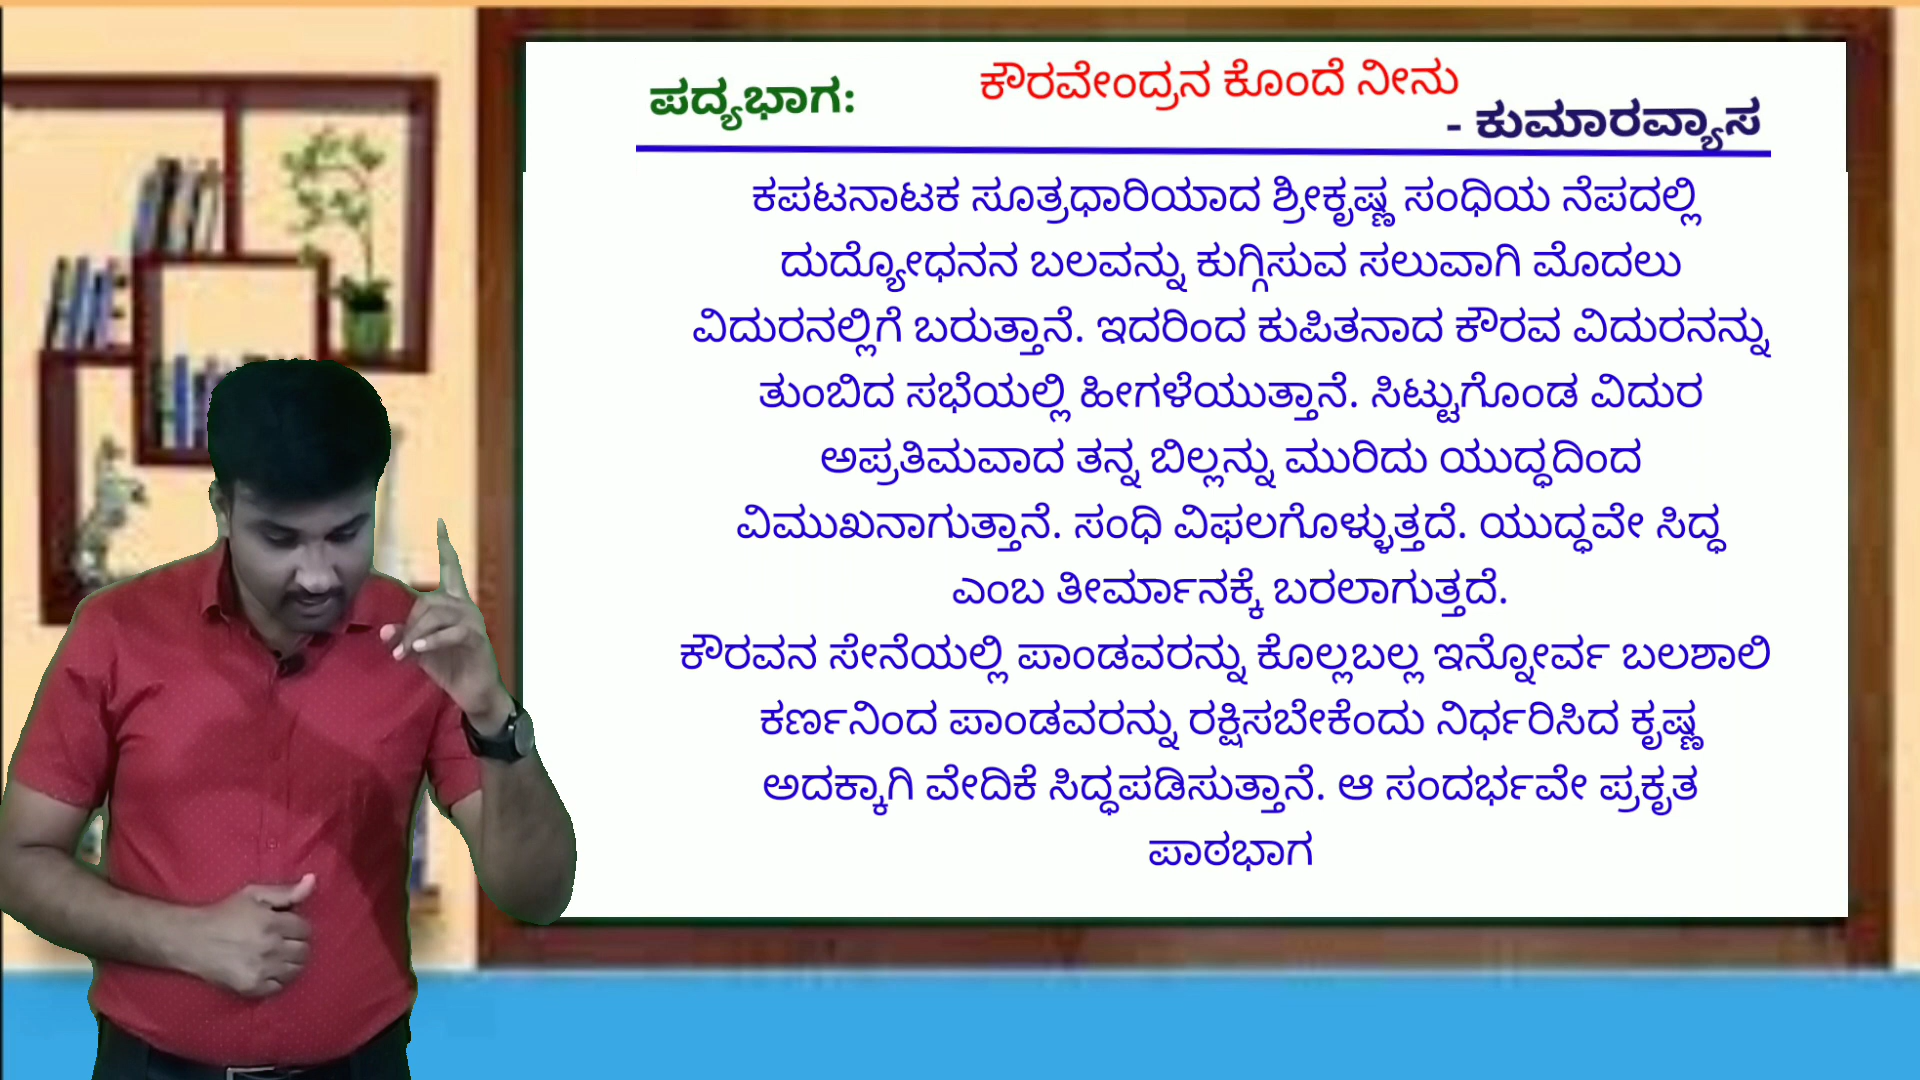 ಪದ್ಯಭಾಗ:
ಕೌರವೇಂದ್ರನ ಕೊಂದೆ ನೀನು
- ಕುಮಾರವ್ಯಾಸ
ಕಪಟನಾಟಕ ಸೂತ್ರಧಾರಿಯಾದ ಶ್ರೀಕೃಷ್ಣ ಸಂಧಿಯ ನೆಪದಲ್ಲಿ
ದುದ್ಯೋಧನನ ಬಲವನ್ನು ಕುಗ್ಗಿಸುವ ಸಲುವಾಗಿ ಮೊದಲು
ವಿದುರನಲ್ಲಿಗೆ ಬರುತ್ತಾನೆ. ಇದರಿಂದ ಕುಪಿತನಾದ ಕೌರವ ವಿದುರನನ್ನು
ತುಂಬಿದ ಸಭೆಯಲ್ಲಿ ಹೀಗಳೆಯುತ್ತಾನೆ. ಸಿಟ್ಟುಗೊಂಡ ವಿದುರ
ಅಪ್ರತಿಮವಾದ ತನ್ನ ಬಿಲ್ಲನ್ನು ಮುರಿದು ಯುದ್ಧದಿಂದ
ವಿಮುಖನಾಗುತ್ತಾನೆ. ಸಂಧಿ ವಿಫಲಗೊಳ್ಳುತ್ತದೆ. ಯುದ್ಧವೇ ಸಿದ್ಧ
ಎಂಬ ತೀರ್ಮಾನಕ್ಕೆ ಬರಲಾಗುತ್ತದೆ.
ಕೌರವನ ಸೇನೆಯಲ್ಲಿ ಪಾಂಡವರನ್ನು ಕೊಲ್ಲಬಲ್ಲ ಇನ್ನೋರ್ವ ಬಲಶಾಲಿ
ಕರ್ಣನಿಂದ ಪಾಂಡವರನ್ನು ರಕ್ಷಿಸಬೇಕೆಂದು ನಿರ್ಧರಿಸಿದ ಕೃಷ್ಣ
ಅದಕ್ಕಾಗಿ ವೇದಿಕೆ ಸಿದ್ಧಪಡಿಸುತ್ತಾನೆ. ಆ ಸಂದರ್ಭವೇ ಪ್ರಕೃತ
ಪಾಠಭಾಗ